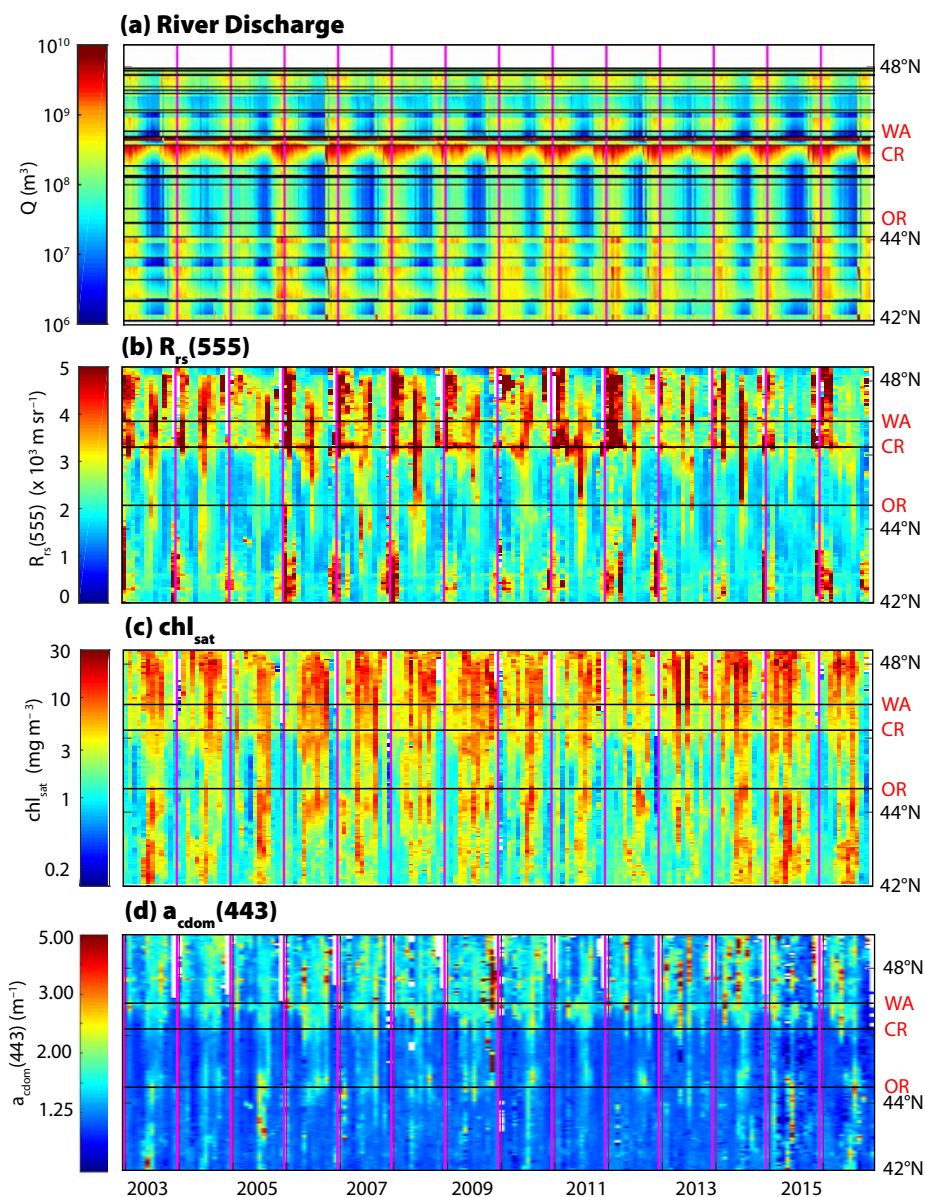 (a) River Discharge
10¹⁰
10⁹
10⁸
10⁷
10⁶
Q (m³)
48°N
WA
CR
OR
44°N
42°N
(b) Rrs(555)
5
4
3
2
1
0
Rrs(555) (x 10³ m sr⁻¹)
48°N
WA
CR
OR
44°N
42°N
(c) chlsat
30
10
3
1
0.2
chlsat (mg m⁻³)
48°N
WA
CR
OR
44°N
42°N
(d) acdom(443)
5.00
3.00
2.00
1.25
acdom(443) (m⁻¹)
48°N
WA
CR
OR
44°N
42°N
2003 2005 2007 2009 2011 2013 2015